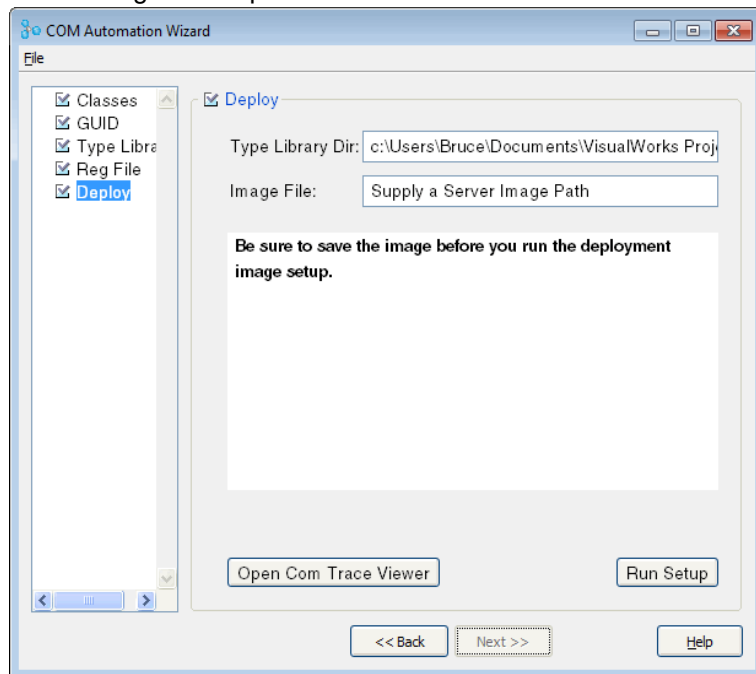 COM Automation Wizard
File
Classes
GUID
Type Libra
Reg File
Deploy
Deploy
Type Library Dir: c:\Users\Bruce\Documents\VisualWorks Proj
Image File: Supply a Server Image Path
Be sure to save the image before you run the deployment
image setup.
Open Com Trace Viewer Run Setup
<< Back Next >> Help